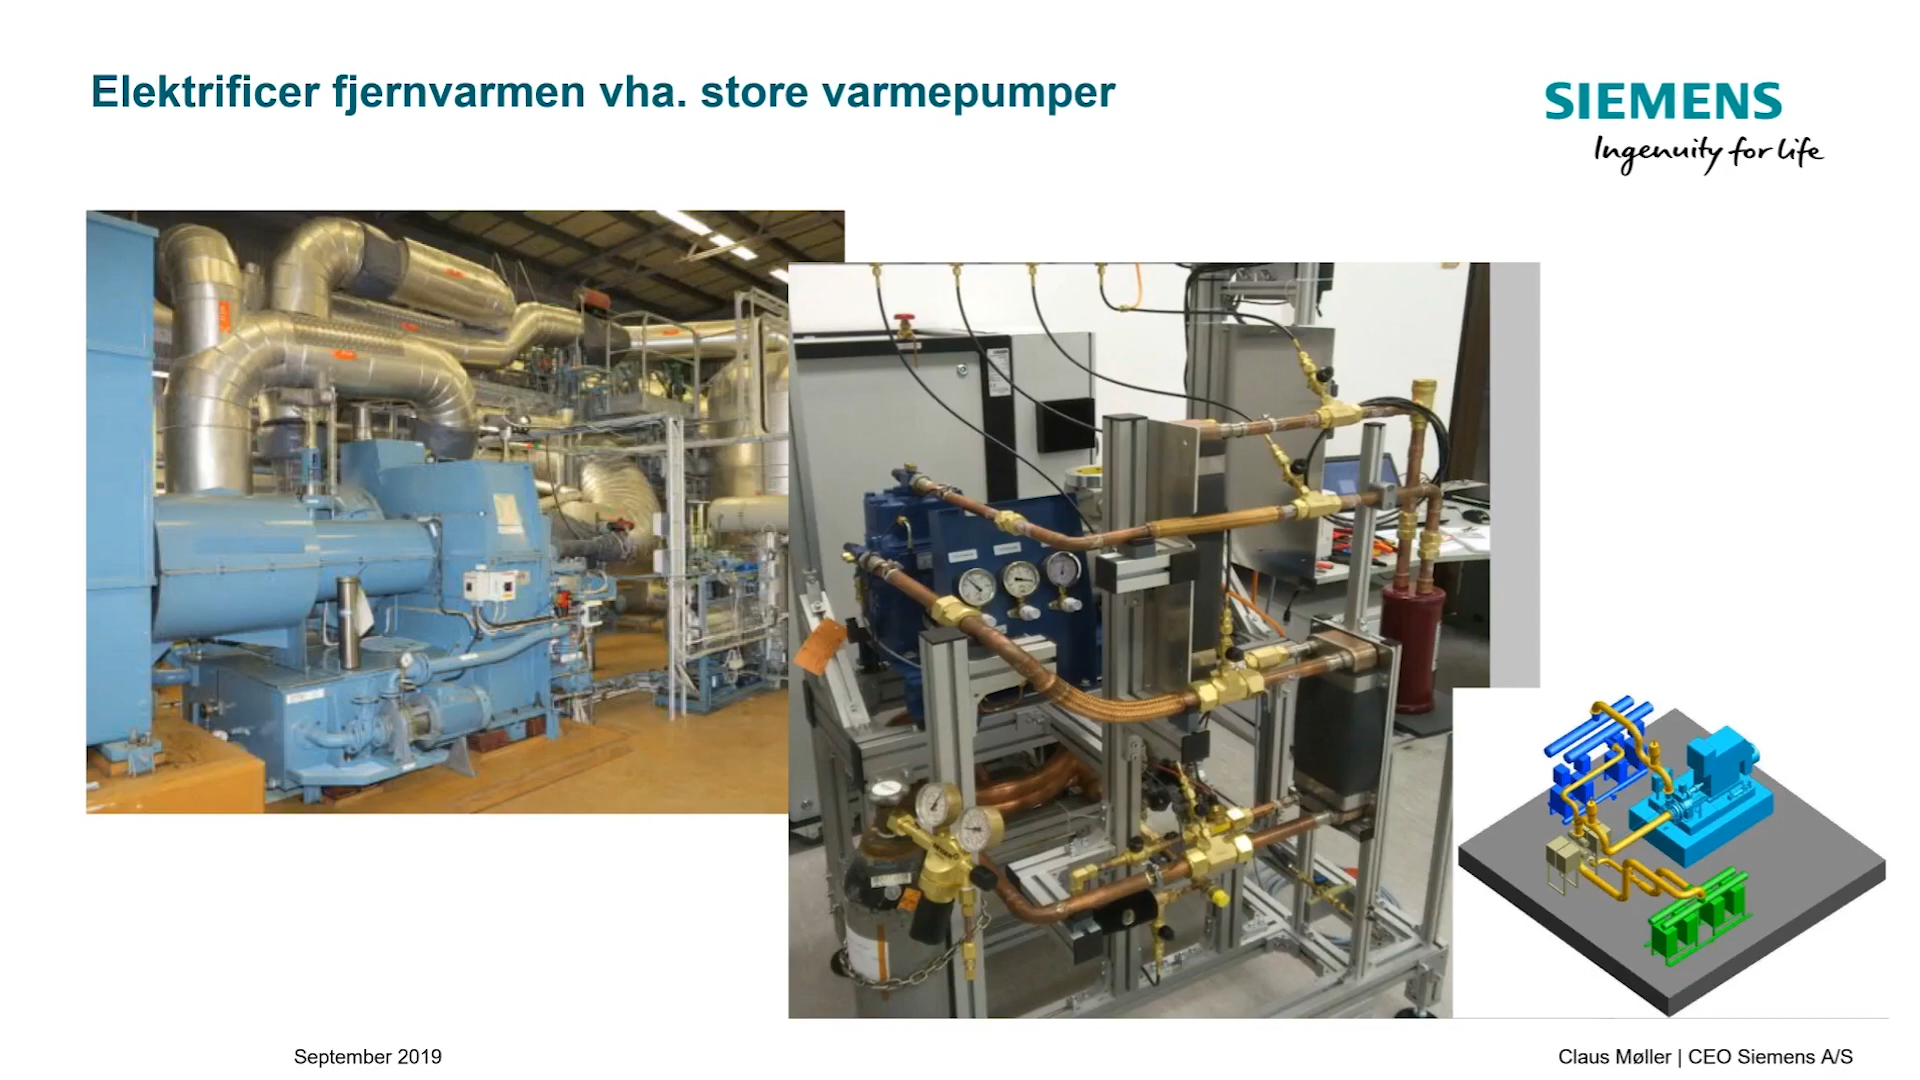 Elektrificer fjernvarmen vha. store varmepumper
SIEMENS
Ingenuity for life
September 2019
Claus Møller | CEO Siemens A/S